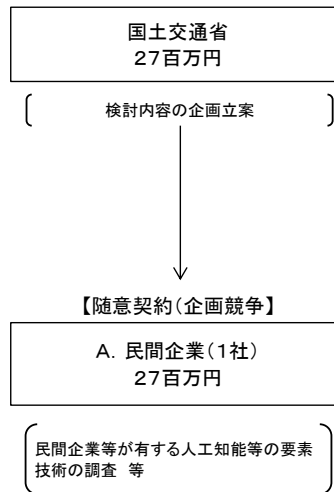 国土交通省
27百万円
検討内容の企画立案
【随意契約(企画競争】
A. 民間企業(1社)
27百万円
民間企業等が有する人工知能等の要素
技術の調査 等